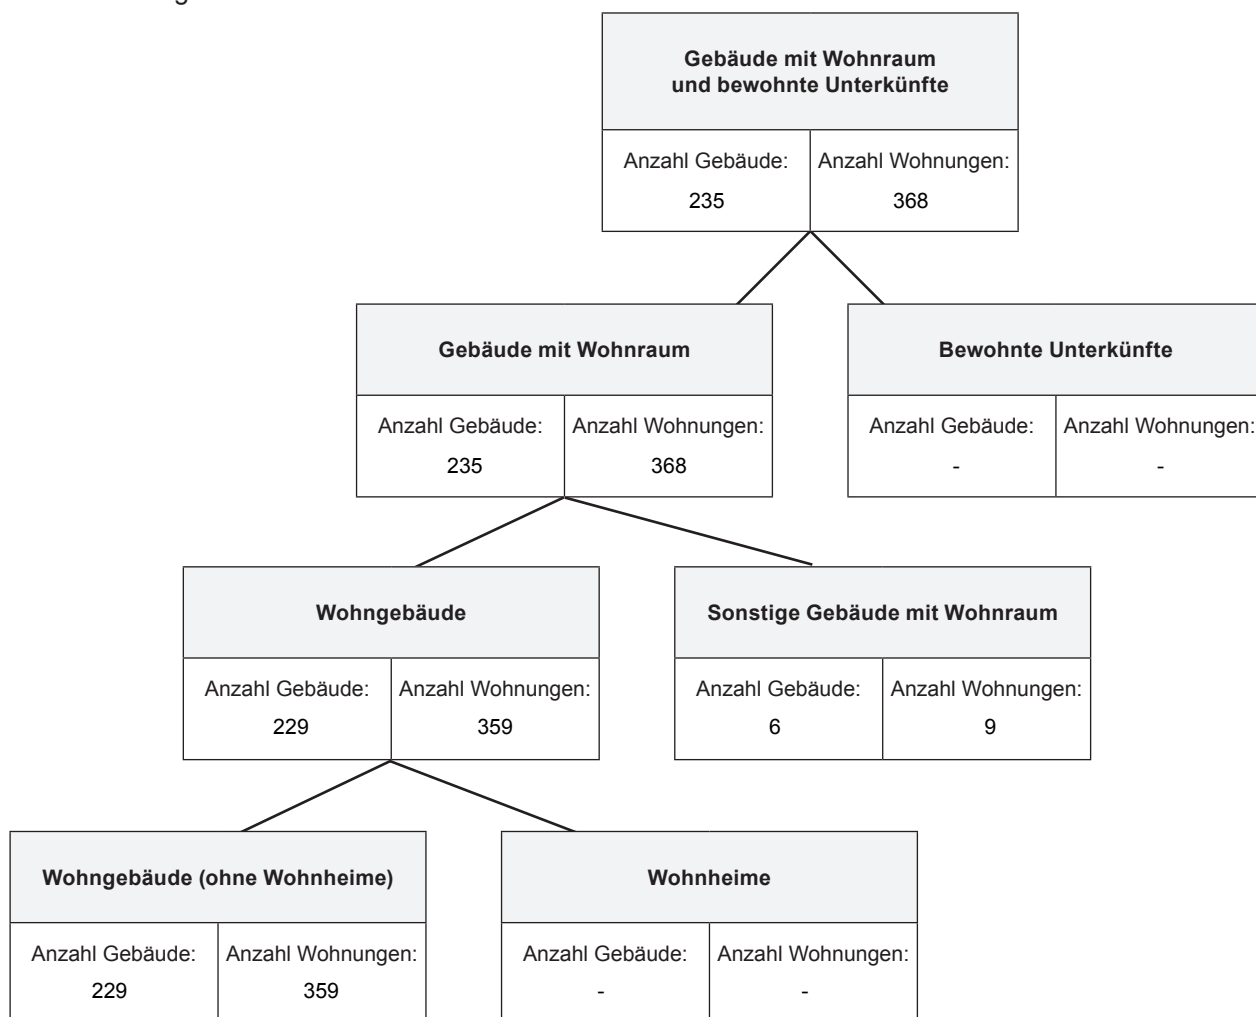 Gebäude mit Wohnraum
und bewohnte Unterkünfte
Anzahl Gebäude: Anzahl Wohnungen:
235 368
Gebäude mit Wohnraum Bewohnte Unterkünfte
Anzahl Gebäude: Anzahl Wohnungen: Anzahl Gebäude: Anzahl Wohnungen:
235 368 - -
Wohngebäude Sonstige Gebäude mit Wohnraum
Anzahl Gebäude: Anzahl Wohnungen: Anzahl Gebäude: Anzahl Wohnungen:
229 359 6 9
Wohngebäude (ohne Wohnheime) Wohnheime
Anzahl Gebäude: Anzahl Wohnungen: Anzahl Gebäude: Anzahl Wohnungen:
229 359 - -